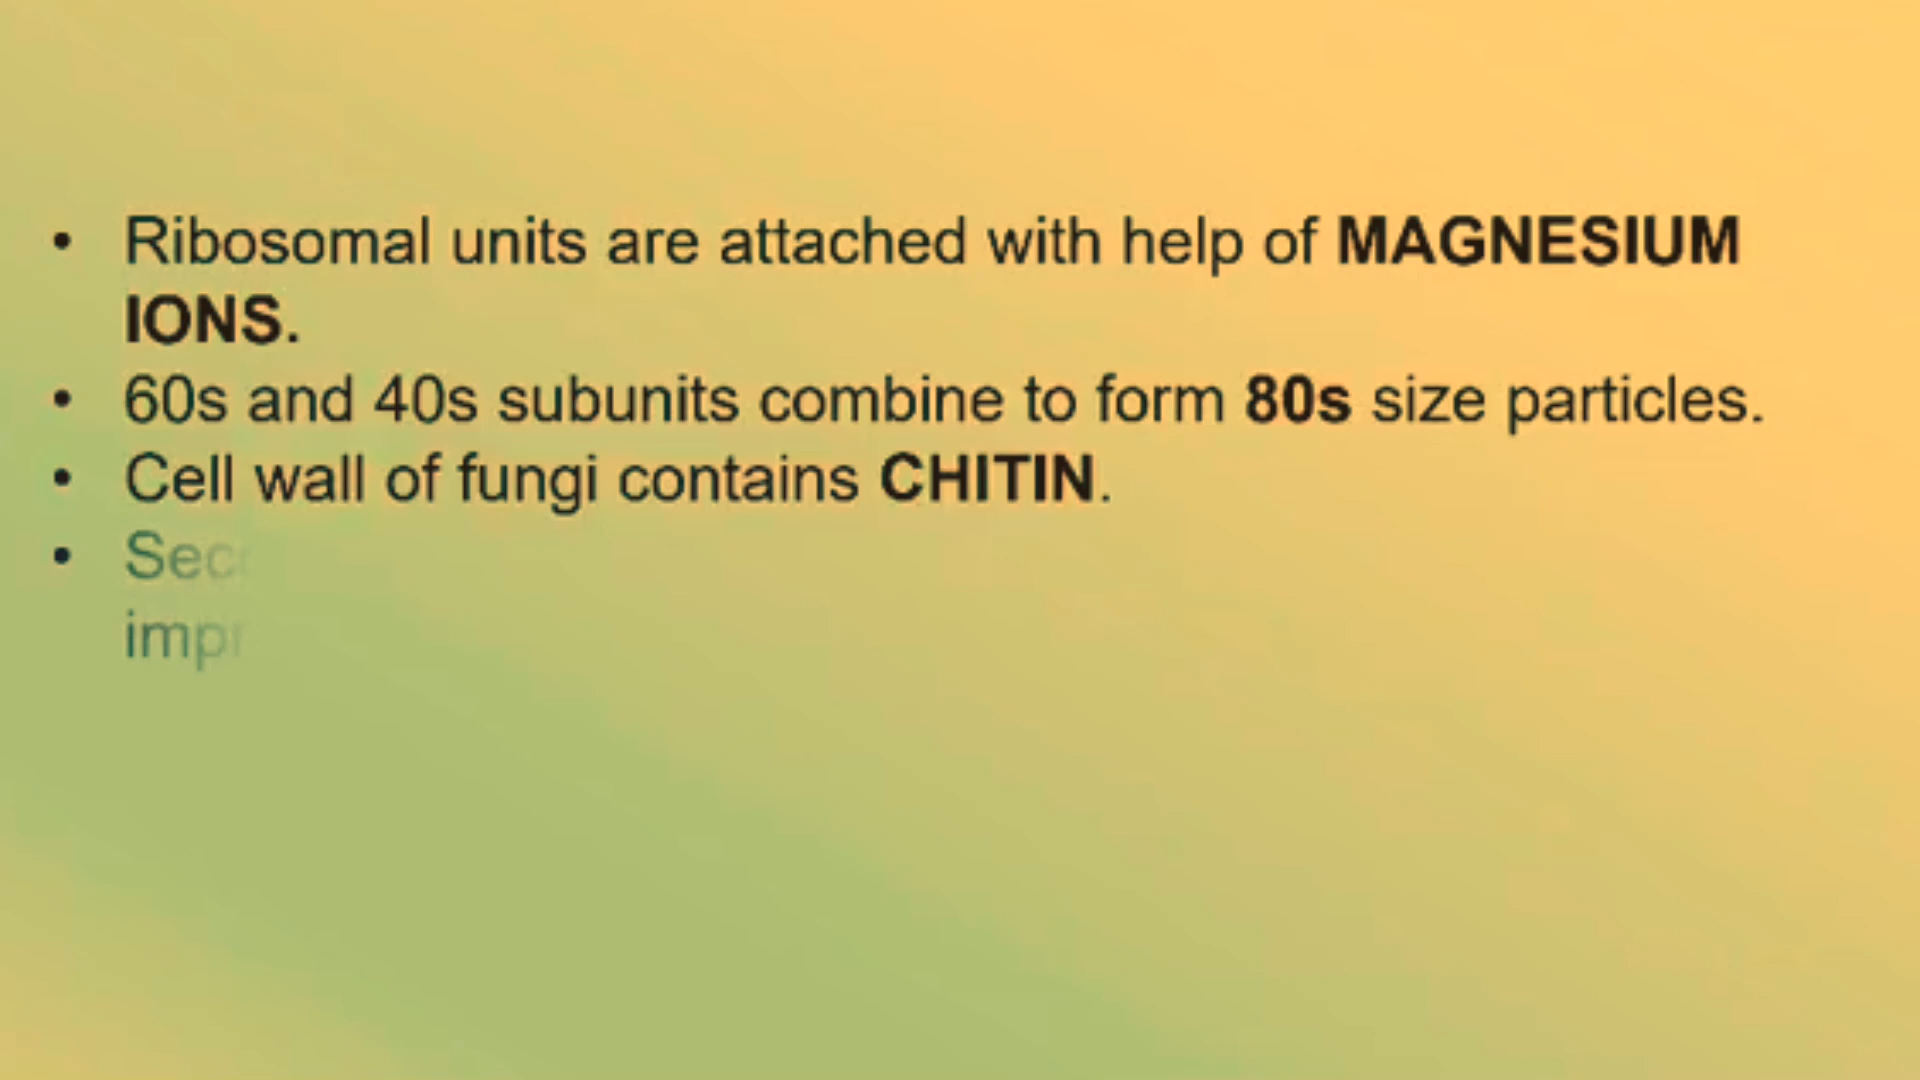 • Ribosomal units are attached with help of MAGNESIUM
IONS.
• 60s and 40s subunits combine to form 80s size particles.
• Cell wall of fungi contains CHITIN.
•